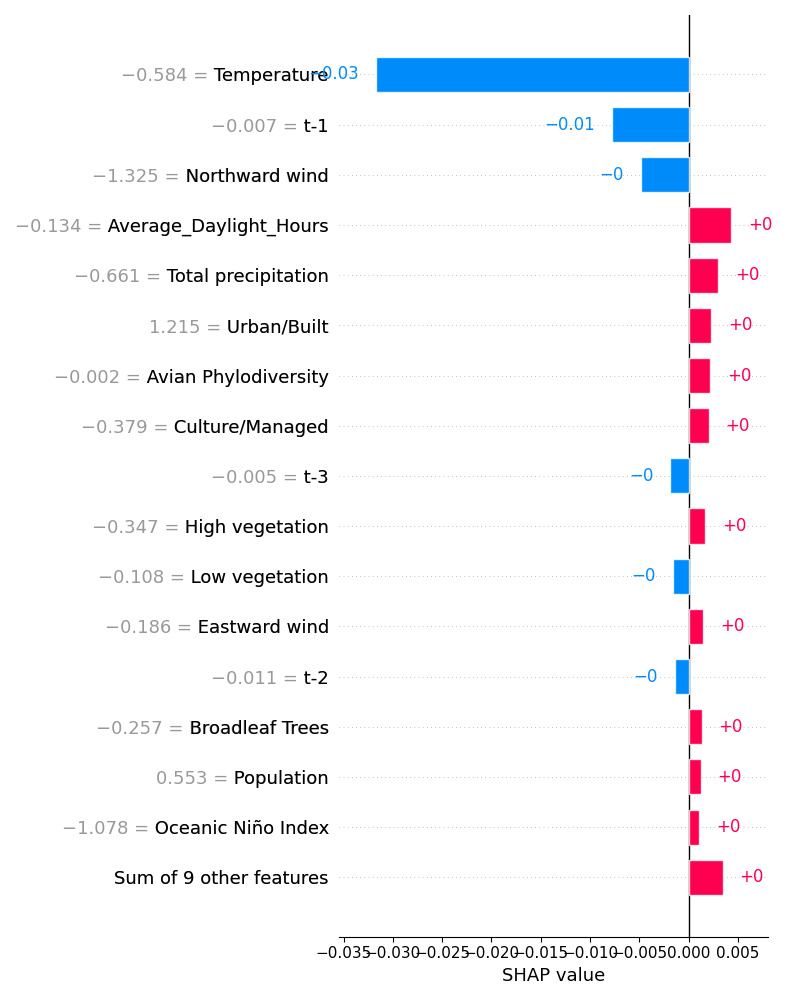 −0.584 = Temperature −0.03
−0.007 = t-1 −0.01
−1.325 = Northward wind −0
−0.134 = Average_Daylight_Hours +0
−0.661 = Total precipitation +0
1.215 = Urban/Built +0
−0.002 = Avian Phylodiversity +0
−0.379 = Culture/Managed +0
−0.005 = t-3 −0
−0.347 = High vegetation +0
−0.108 = Low vegetation −0
−0.186 = Eastward wind +0
−0.011 = t-2 −0
−0.257 = Broadleaf Trees +0
0.553 = Population +0
−1.078 = Oceanic Niño Index +0
Sum of 9 other features +0
−0.035 −0.030 −0.025 −0.020 −0.015 −0.010 −0.005 0.000 0.005
SHAP value